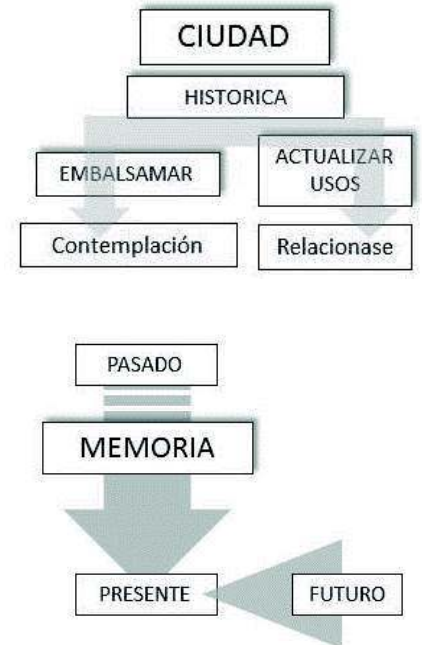 CIUDAD
HISTORICA
EMBALSAMAR
ACTUALIZAR
USOS
Contemplación
Relacionase
PASADO
MEMORIA
PRESENTE
FUTURO